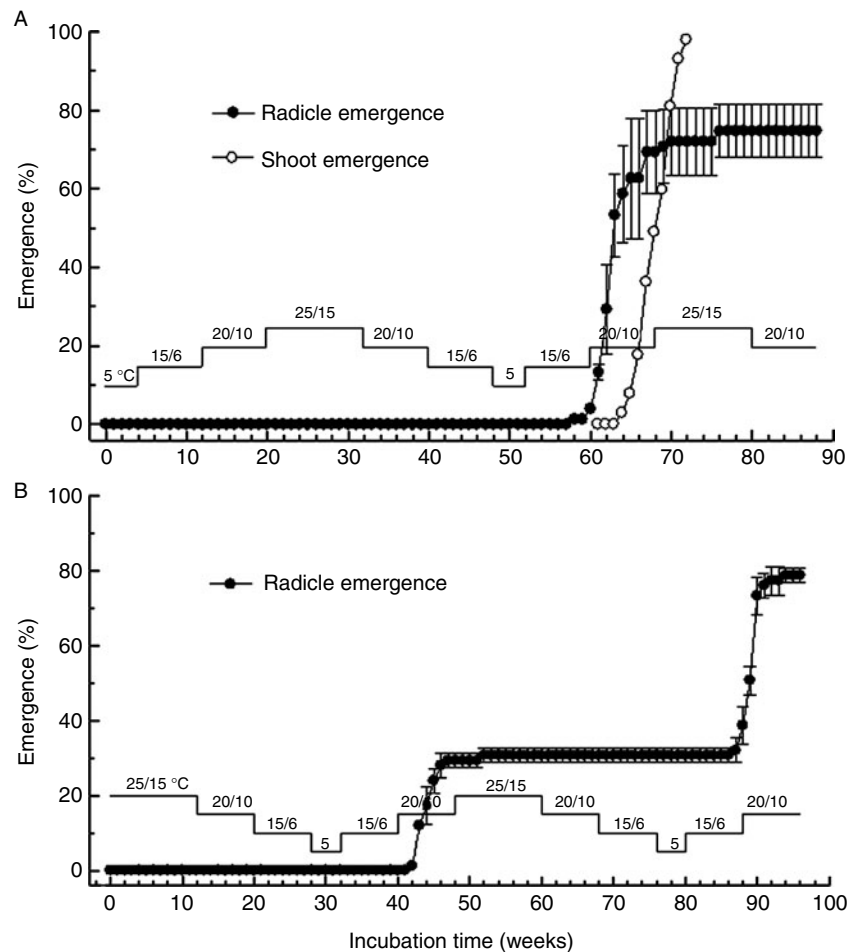 A
100
80
60
40
20
0
Emergence (%)
Radicle emergence
Shoot emergence
5 °C
15/6
20/10
25/15
20/10
15/6
5
15/6
20/10
25/15
20/10
0 10 20 30 40 50 60 70 80 90
B
100
80
60
40
20
0
Emergence (%)
Radicle emergence
25/15 °C
20/10
15/6
5
15/6
20/10
25/15
20/10
15/6
5
15/6
20/10
0 10 20 30 40 50 60 70 80 90 100
Incubation time (weeks)